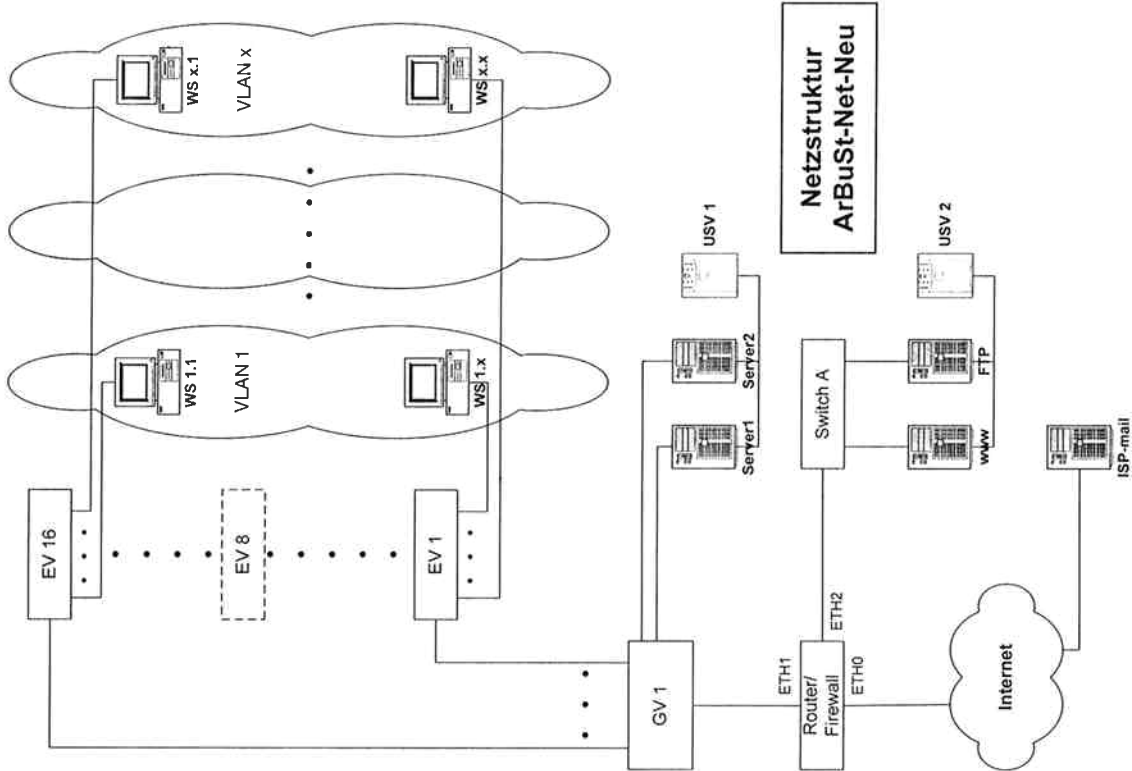 EV 16
EV 8
EV 1
GV 1
Router/
Firewall
ETH1
ETH0
ETH2
Internet
Switch A
WS 1.1
VLAN 1
WS 1.x
WS x.1
VLAN x
WS x.x
Server1
Server2
USV 1
www
FTP
USV 2
ISP-mail
Netzstruktur
ArBuSt-Net-Neu